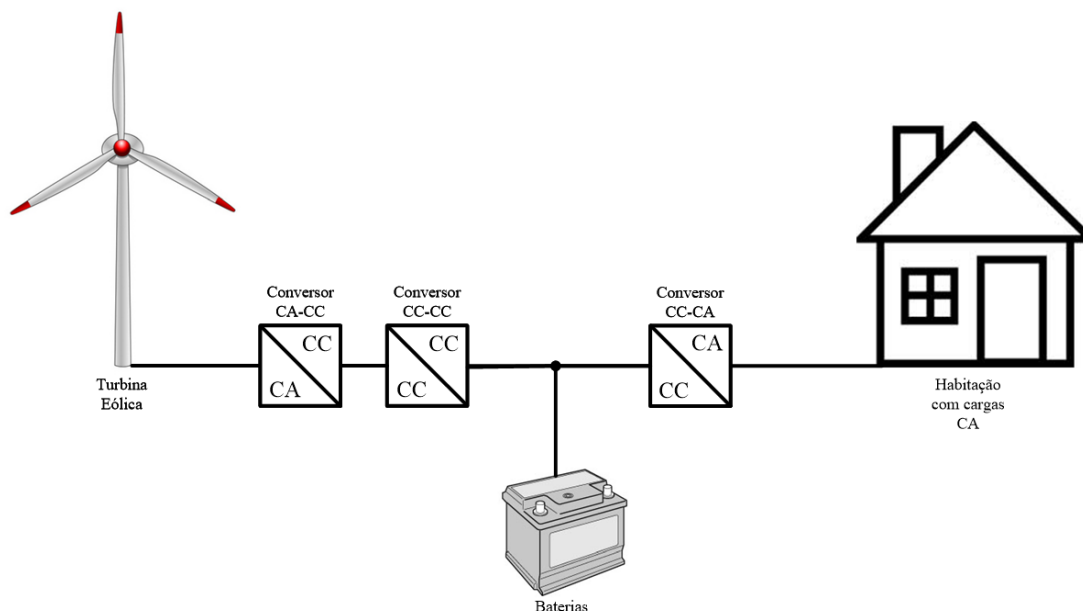 Conversor
CA-CC
Conversor
CC-CC
Conversor
CC-CA
CC
CA
CC
CC
CA
CC
Turbina
Eólica
Habitação
com cargas
CA
Baterias